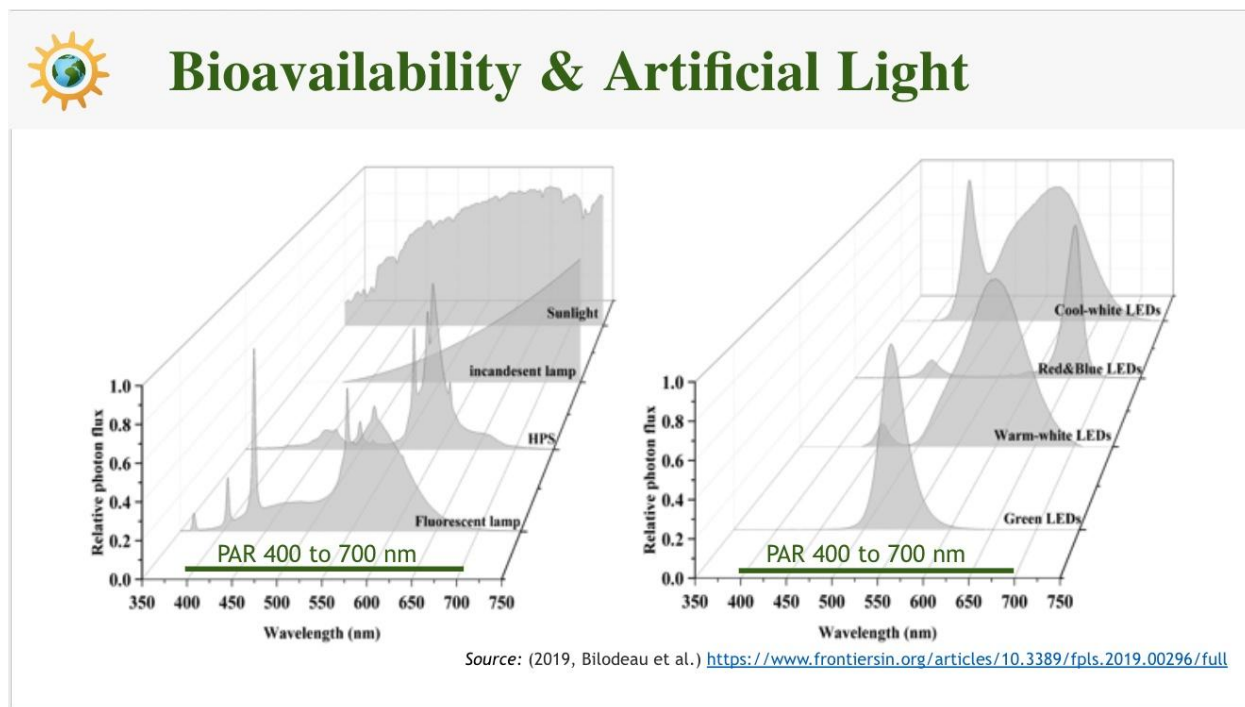 Bioavailability & Artificial Light
Sunlight
incandesent lamp
HPS
Fluorescent lamp
1.0
0.8
0.6
0.4
0.2
0.0
Relative photon flux
PAR 400 to 700 nm
350 400 450 500 550 600 650 700 750
Wavelength (nm)
Cool-white LEDs
Red&Blue LEDs
Warm-white LEDs
Green LEDs
1.0
0.8
0.6
0.4
0.2
0.0
Relative photon flux
PAR 400 to 700 nm
350 400 450 500 550 600 650 700 750
Wavelength (nm)
Source: (2019, Bilodeau et al.) https://www.frontiersin.org/articles/10.3389/fpls.2019.00296/full